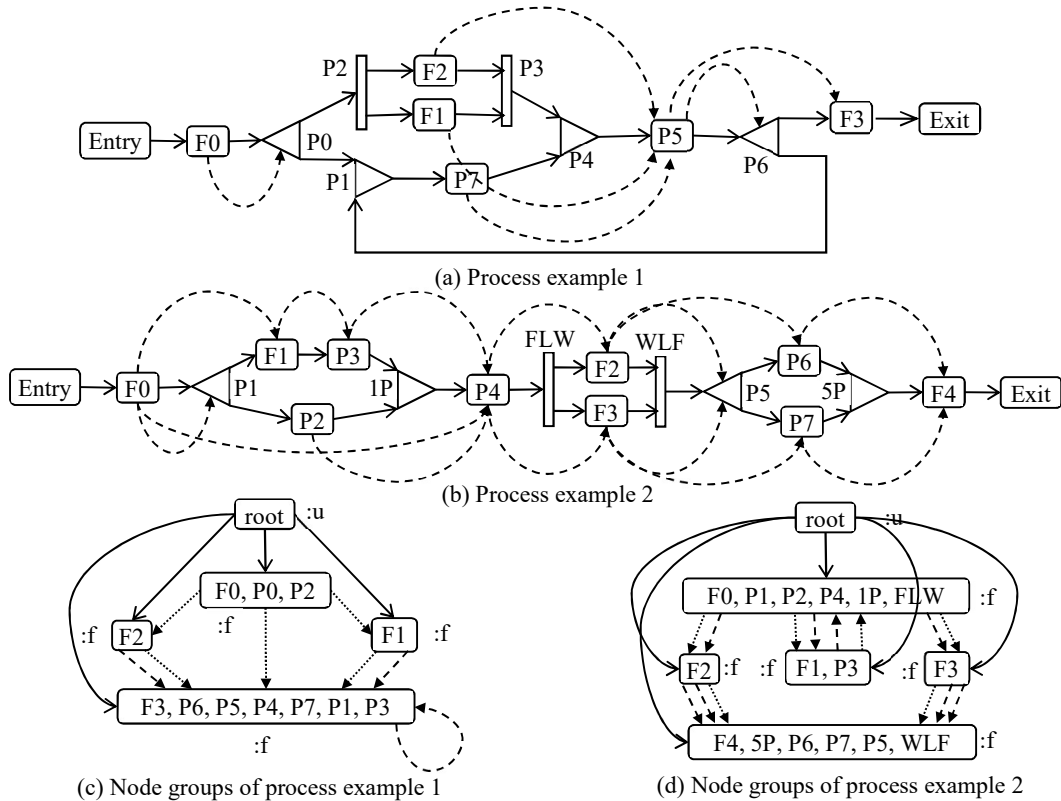 P2 F2 P3
Entry F0 P0 F1 P5 F3 Exit
P1 P7 P4 P6
(a) Process example 1
FLW WLF
F1 P3 F2 P6
Entry F0 P1 1P P4 P5 5P F4 Exit
P2 F3 P7
(b) Process example 2
root :u
F0, P0, P2
:f F2 :f F1 :f
F3, P6, P5, P4, P7, P1, P3
:f
(c) Node groups of process example 1
root :u
F0, P1, P2, P4, 1P, FLW :f
F2 :f :f F1, P3 :f F3
F4, 5P, P6, P7, P5, WLF :f
(d) Node groups of process example 2